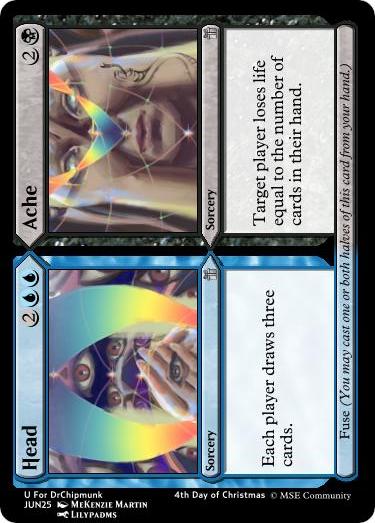 Head 2
Sorcery
Each player draws three
cards.
Ache 2
Sorcery
Target player loses life
equal to the number of
cards in their hand.
Fuse (You may cast one or both halves of this card from your hand.)
U For DrChipmunk
JUN25 McKenzie Martin
Lilypadms
4th Day of Christmas © MSE Community